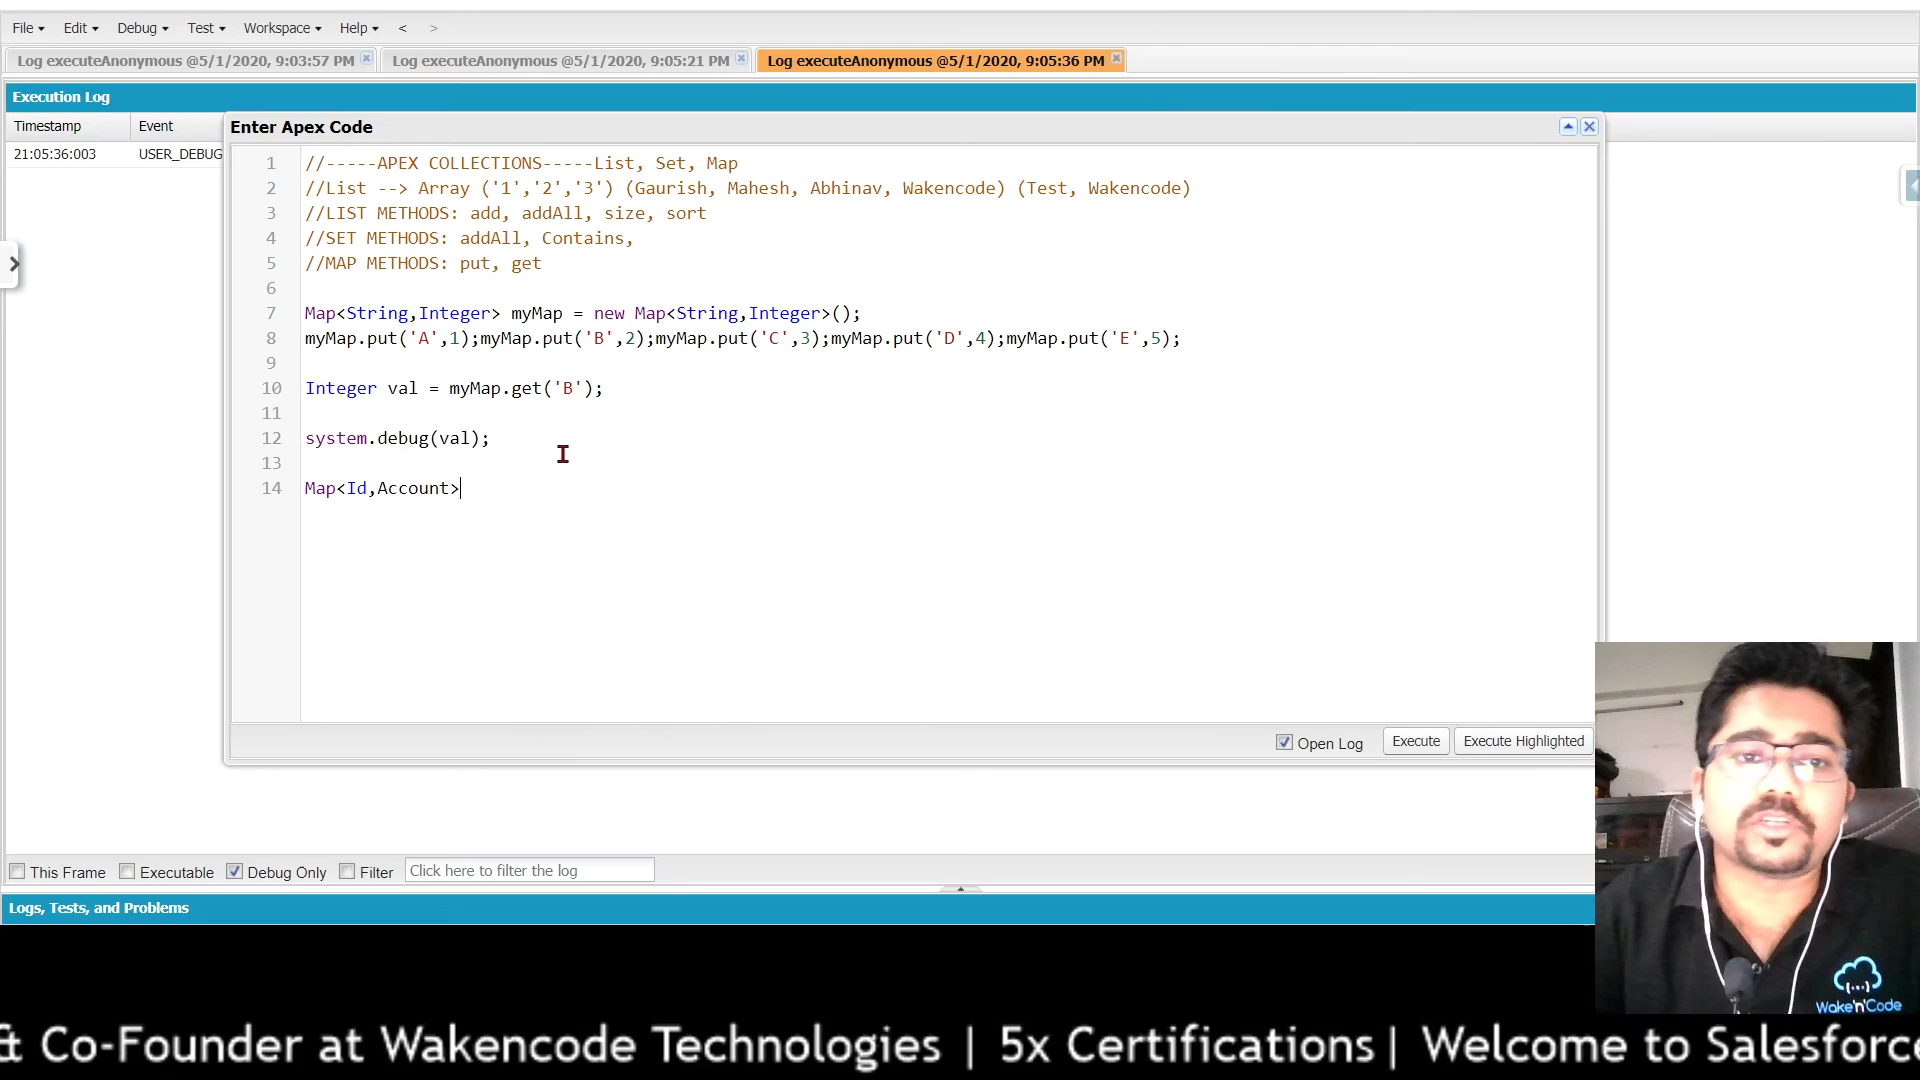 File Edit Debug Test Workspace Help < >
Log executeAnonymous @5/1/2020, 9:03:57 PM Log executeAnonymous @5/1/2020, 9:05:21 PM Log executeAnonymous @5/1/2020, 9:05:36 PM
Execution Log
Timestamp Event
21:05:36:003 USER_DEBUG
Enter Apex Code
1 //-----APEX COLLECTIONS-----List, Set, Map
2 //List --> Array ('1','2','3') (Gaurish, Mahesh, Abhinav, Wakencode) (Test, Wakencode)
3 //LIST METHODS: add, addAll, size, sort
4 //SET METHODS: addAll, Contains,
5 //MAP METHODS: put, get
6
7 Map<String,Integer> myMap = new Map<String,Integer>();
8 myMap.put('A',1);myMap.put('B',2);myMap.put('C',3);myMap.put('D',4);myMap.put('E',5);
9
10 Integer val = myMap.get('B');
11
12 system.debug(val);
13
14 Map<Id,Account>
Open Log Execute Execute Highlighted
This Frame Executable Debug Only Filter Click here to filter the log
Logs, Tests, and Problems
Wake'n'Code
& Co-Founder at Wakencode Technologies | 5x Certifications| Welcome to Salesforce